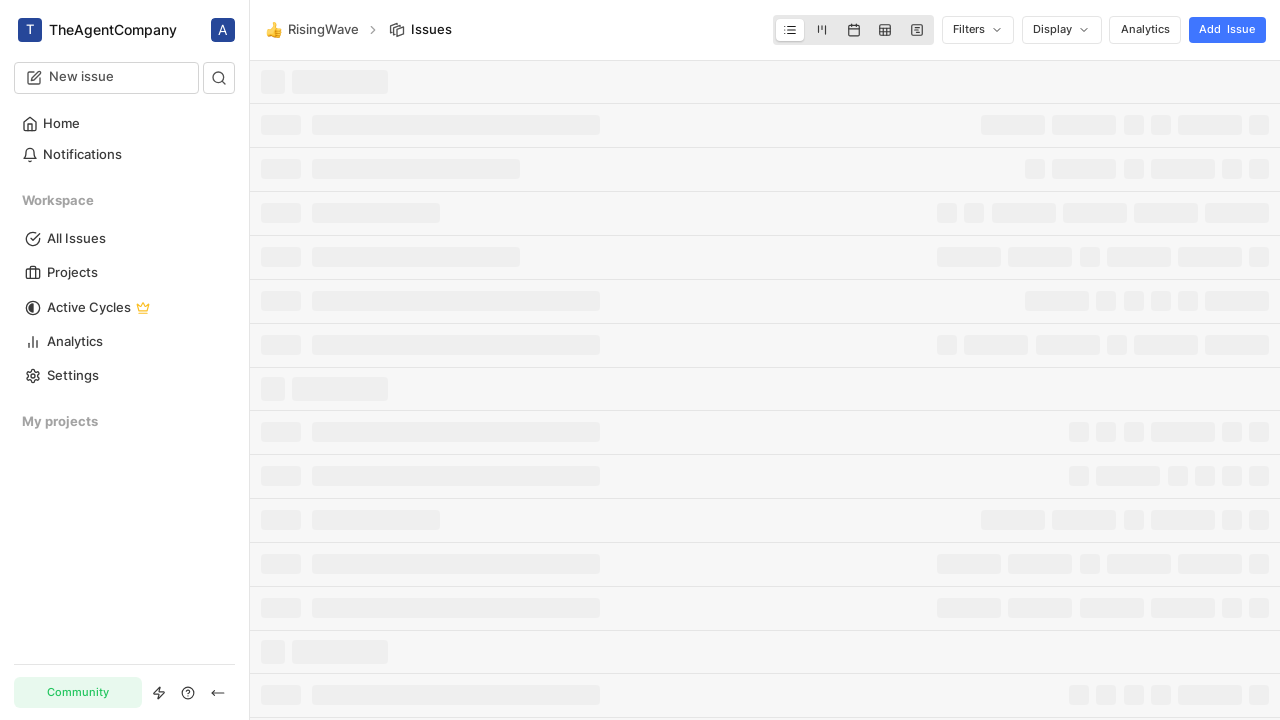 T TheAgentCompany A
New issue
Home
Notifications
Workspace
All Issues
Projects
Active Cycles
Analytics
Settings
My projects
Community
RisingWave Issues
Filters Display Analytics Add Issue